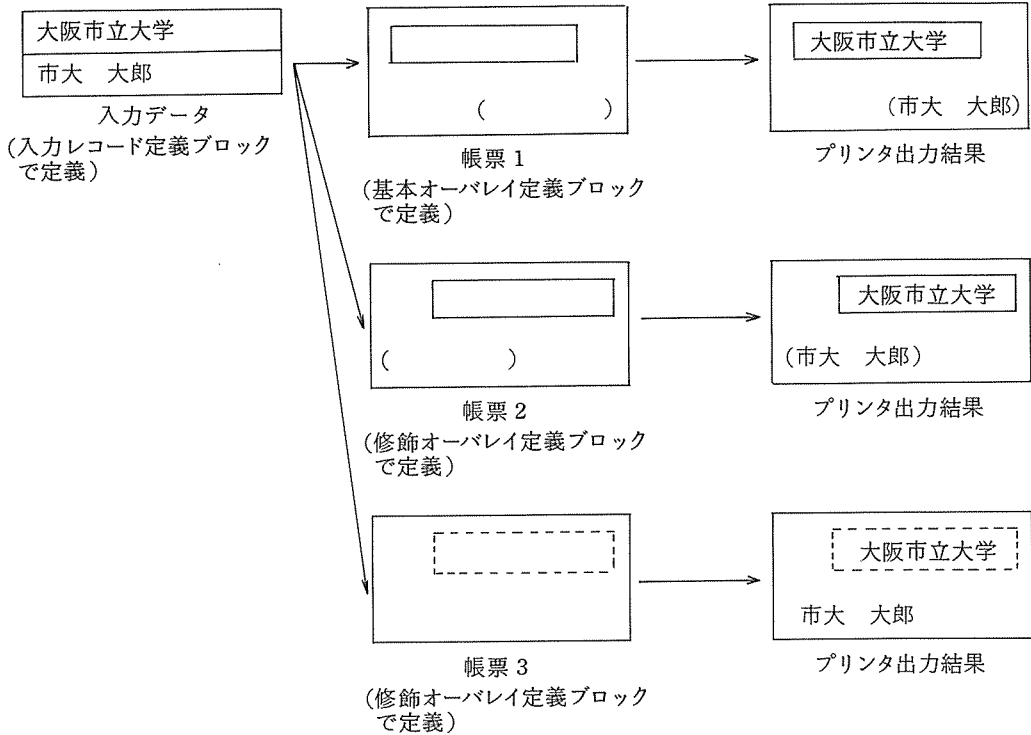 大阪市立大学
市大　大郎
入力データ
(入力レコード定義ブロック
で定義)
(　　　　　)
帳票1
(基本オーバレイ定義ブロック
で定義)
大阪市立大学
(市大　大郎)
プリンタ出力結果
(　　　　　)
帳票2
(修飾オーバレイ定義ブロック
で定義)
大阪市立大学
(市大　大郎)
プリンタ出力結果
帳票3
(修飾オーバレイ定義ブロック
で定義)
大阪市立大学
市大　大郎
プリンタ出力結果